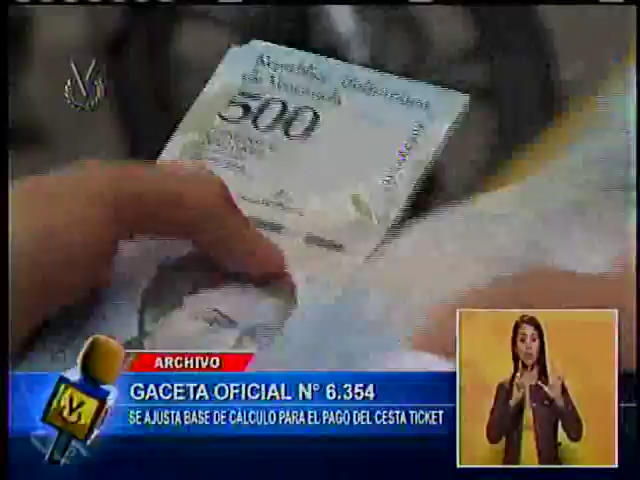 República Bolivariana
de Venezuela
500
ARCHIVO
GACETA OFICIAL N° 6.354
SE AJUSTA BASE DE CÁLCULO PARA EL PAGO DEL CESTA TICKET